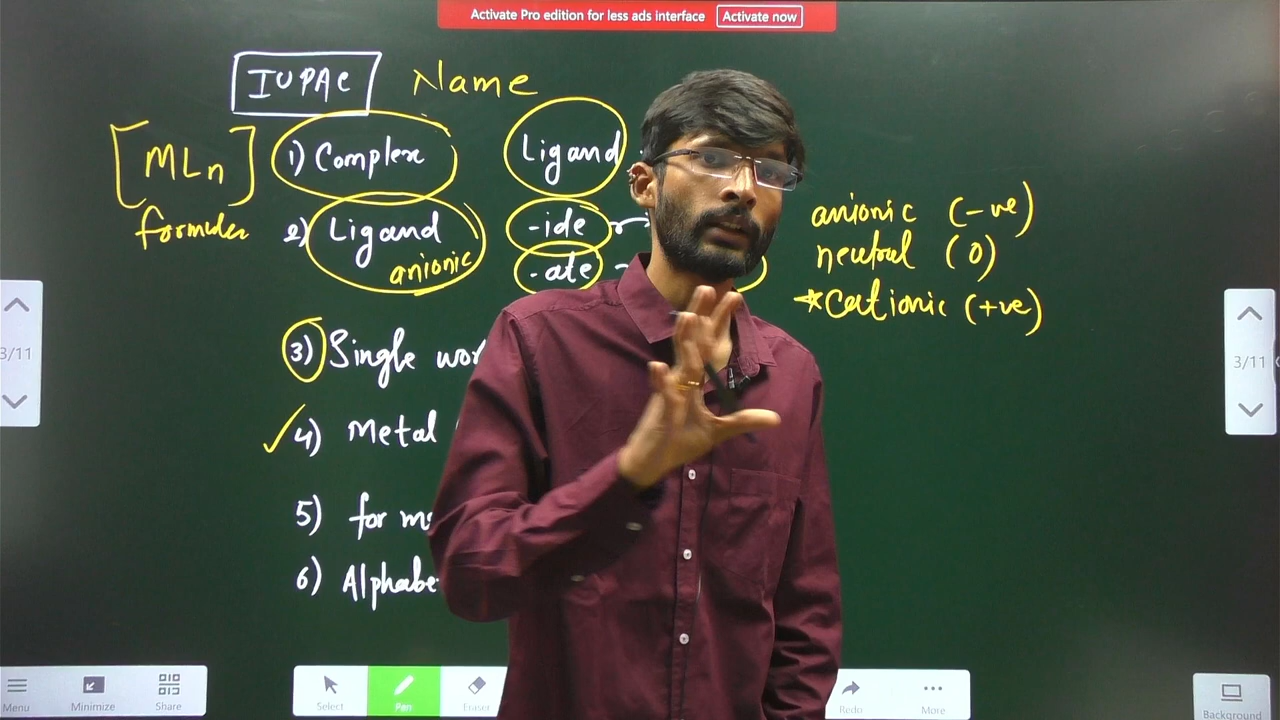 Activate Pro edition for less ads interface Activate now
IUPAC Name
[MLn]
formula
1) Complex Ligand
2) Ligand -ide
anionic -ate
anionic (-ve)
neutral (0)
*Cationic (+ve)
3) Single
4) Metal
5) for
6)
3/11
3/11
Menu Minimize Share Select Pen Eraser Redo More Background